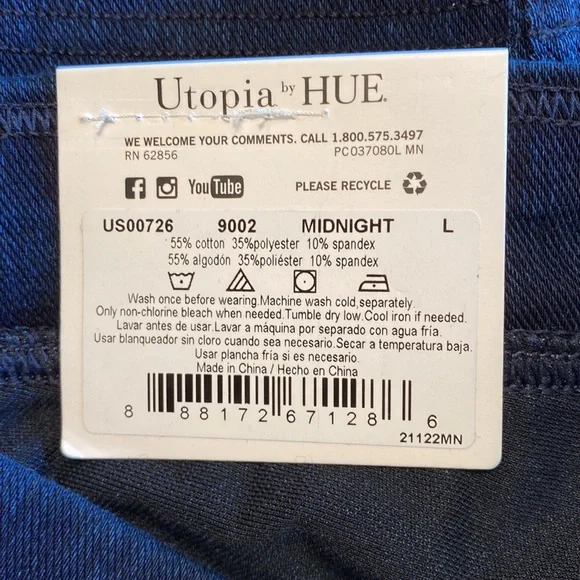 Utopia by HUE®
WE WELCOME YOUR COMMENTS. CALL 1.800.575.3497
RN 62856 PC037080L MN
YouTube PLEASE RECYCLE
US00726 9002 MIDNIGHT L
55% cotton 35%polyester 10% spandex
55% algodón 35%poliéster 10% spandex
Wash once before wearing.Machine wash cold,separately.
Only non-chlorine bleach when needed.Tumble dry low.Cool iron if needed.
Lavar antes de usar.Lavar a máquina por separado con agua fría.
Usar blanqueador sin cloro cuando sea necesario.Secar a temperatura baja.
Usar plancha fría si es necesario.
Made in China / Hecho en China
8 88172 67128 6
21122MN